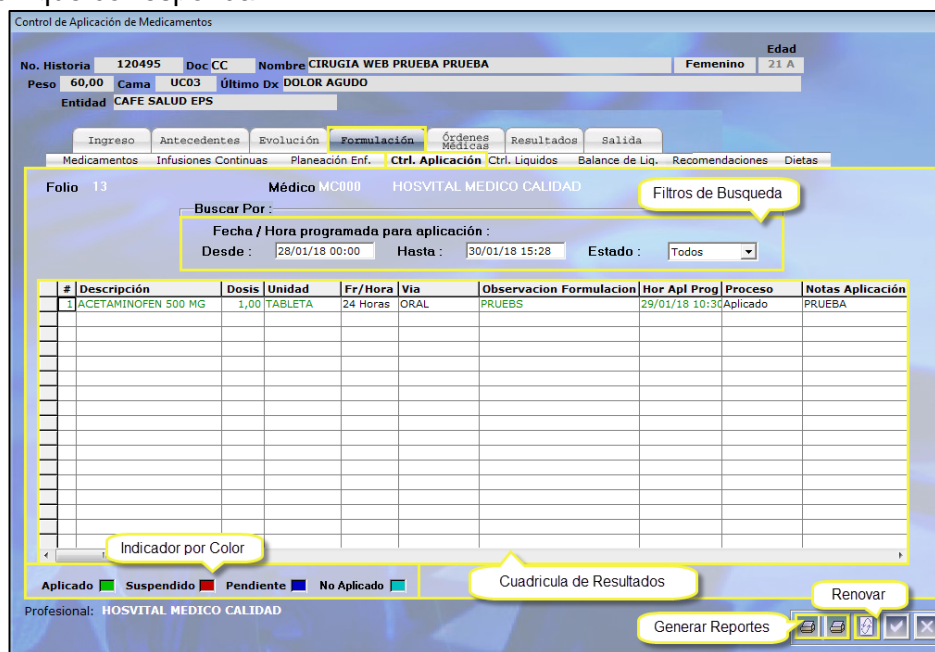 Control de Aplicación de Medicamentos
Edad
No. Historia 120495 Doc CC Nombre CIRUGIA WEB PRUEBA PRUEBA Femenino 21 A
Peso 60,00 Cama UC03 Último Dx DOLOR AGUDO
Entidad CAFE SALUD EPS
Ingreso Antecedentes Evolución Formulación Órdenes Médicas Resultados Salida
Medicamentos Infusiones Continuas Planeación Enf. Ctrl. Aplicación Ctrl. Liquidos Balance de Liq. Recomendaciones Dietas
Folio 13 Médico MC000 HOSVITAL MEDICO CALIDAD
Filtros de Busqueda
Buscar Por :
Fecha / Hora programada para aplicación :
Desde : 28/01/18 00:00 Hasta : 30/01/18 15:28 Estado : Todos
# Descripción Dosis Unidad Fr/Hora Via Observacion Formulacion Hor Apl Prog Proceso Notas Aplicación
1 ACETAMINOFEN 500 MG 1,00 TABLETA 24 Horas ORAL PRUEBS 29/01/18 10:30 Aplicado PRUEBA
Indicador por Color
Cuadricula de Resultados
Aplicado Suspendido Pendiente No Aplicado
Renovar
Profesional: HOSVITAL MEDICO CALIDAD
Generar Reportes